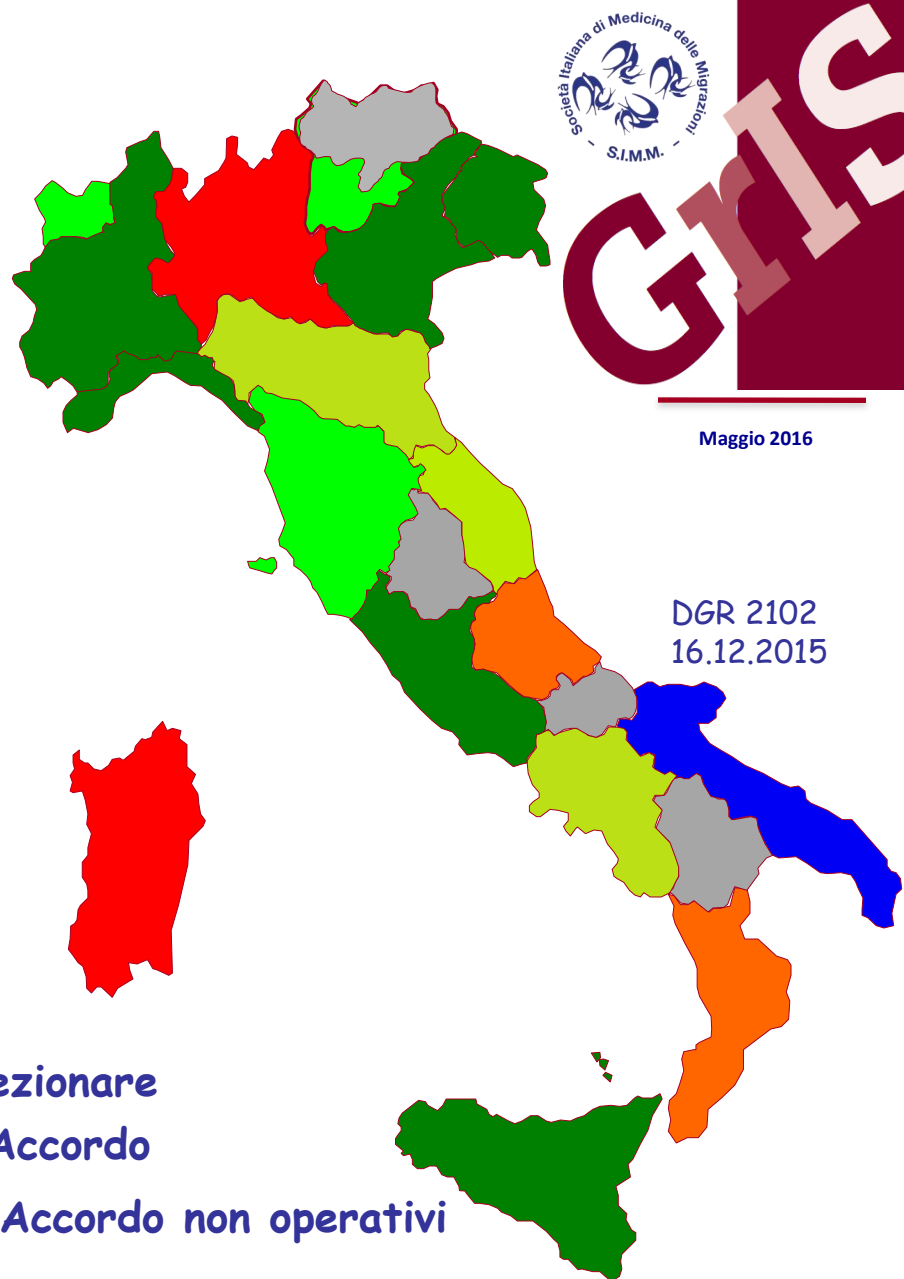 Società Italiana di Medicina delle Migrazioni
- S.I.M.M. -
GrIS
Maggio 2016
DGR 2102
16.12.2015
ezionare
Accordo
Accordo non operativi